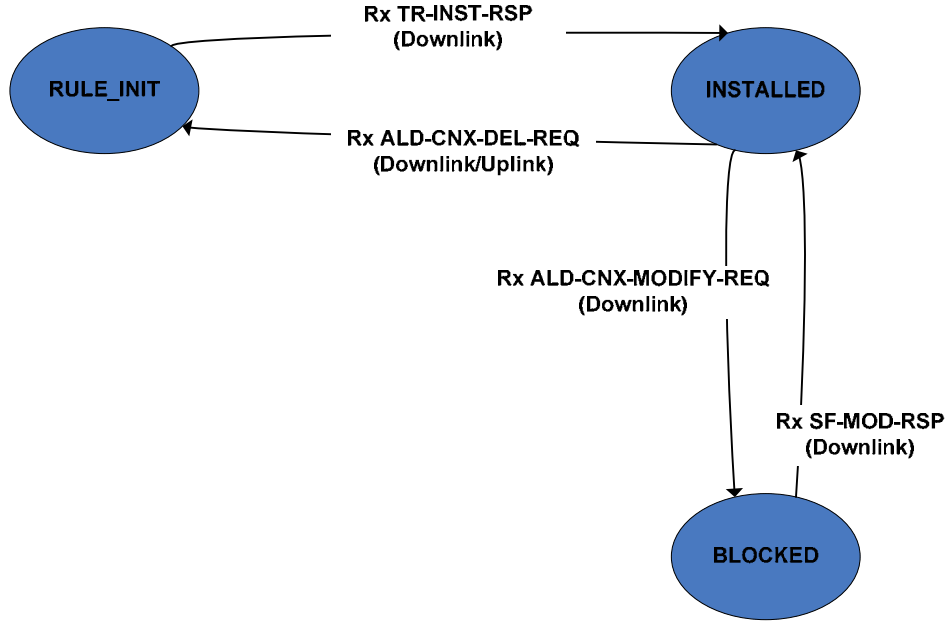 Rx TR-INST-RSP
(Downlink)
RULE_INIT
INSTALLED
Rx ALD-CNX-DEL-REQ
(Downlink/Uplink)
Rx ALD-CNX-MODIFY-REQ
(Downlink)
Rx SF-MOD-RSP
(Downlink)
BLOCKED